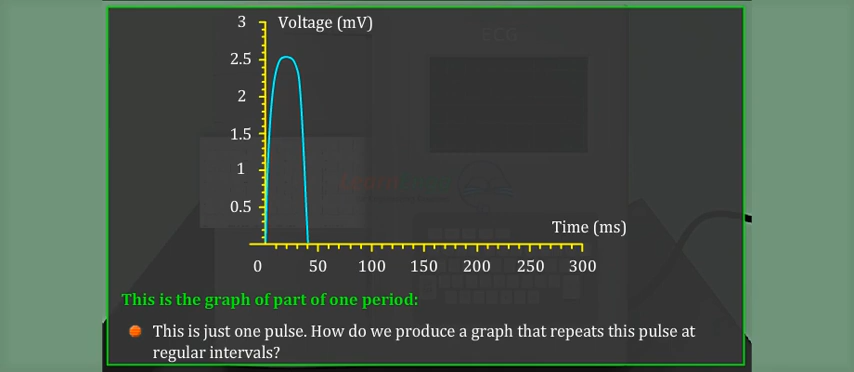 3
Voltage (mV)
ECG
2.5
2
1.5
1
0.5
Time (ms)
0 50 100 150 200 250 300
This is the graph of part of one period:
This is just one pulse. How do we produce a graph that repeats this pulse at
regular intervals?